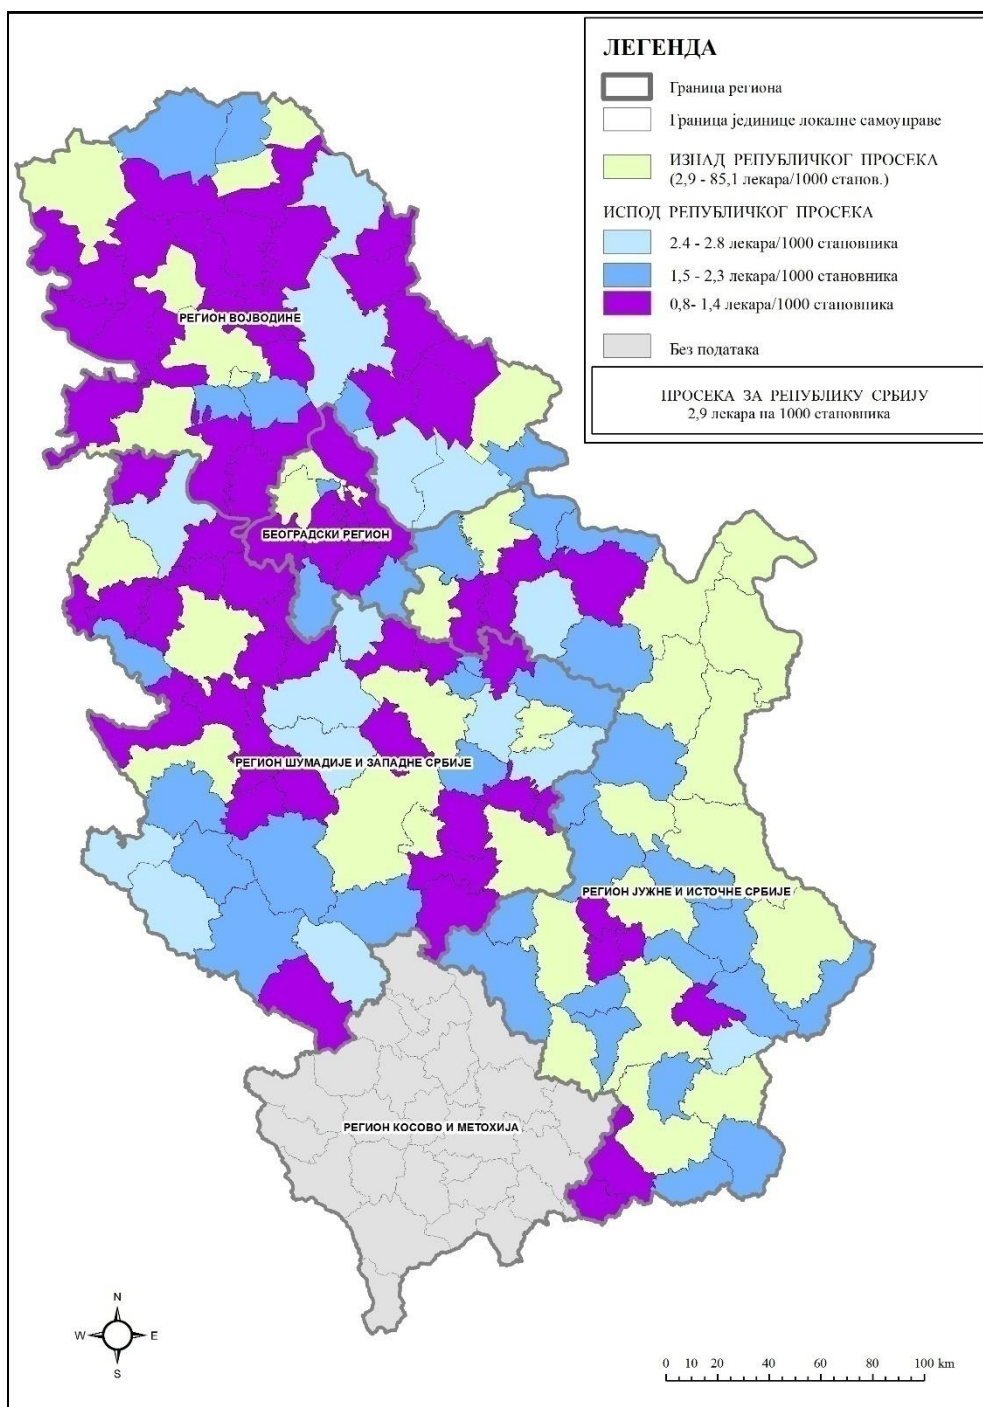 ЛЕГЕНДА
Граница региона
Граница јединице локалне самоуправе
ИЗНАД РЕПУБЛИЧКОГ ПРОСЕКА
(2,9 - 85,1 лекара/1000 станов.)
ИСПОД РЕПУБЛИЧКОГ ПРОСЕКА
2.4 - 2.8 лекара/1000 становника
1,5 - 2,3 лекара/1000 становника
0,8- 1,4 лекара/1000 становника
Без података
ПРОСЕКА ЗА РЕПУБЛИКУ СРБИЈУ
2,9 лекара на 1000 становника
РЕГИОН ВОЈВОДИНЕ
БЕОГРАДСКИ РЕГИОН
РЕГИОН ШУМАДИЈЕ И ЗАПАДНЕ СРБИЈЕ
РЕГИОН ЈУЖНЕ И ИСТОЧНЕ СРБИЈЕ
РЕГИОН КОСОВО И МЕТОХИЈА
N
W E
S
0 10 20 40 60 80 100 km